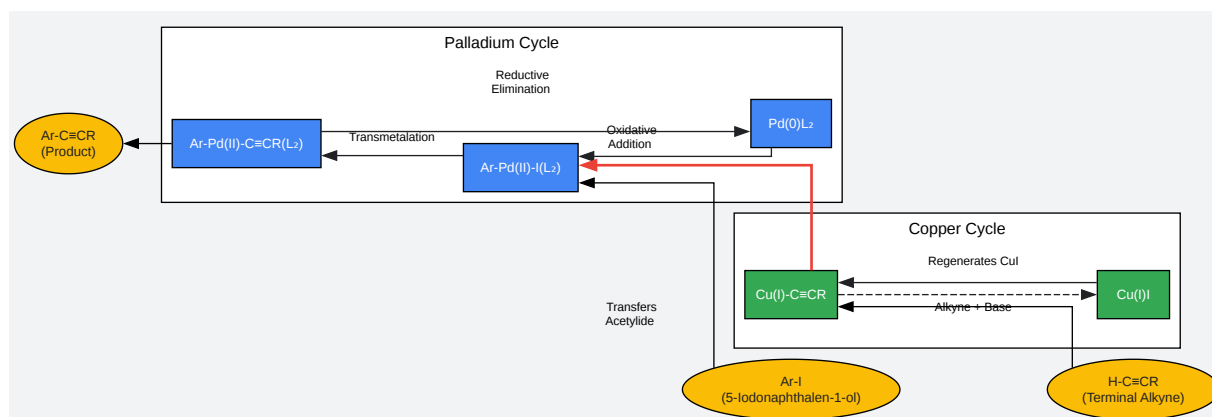 Palladium Cycle
Reductive
Elimination
Pd(0)L₂
Oxidative
Addition
Transmetalation
Ar-C≡CR
(Product)
Ar-Pd(II)-C≡CR(L₂)
Ar-Pd(II)-I(L₂)
Copper Cycle
Regenerates CuI
Cu(I)-C≡CR
Cu(I)I
Alkyne + Base
Transfers
Acetylide
Ar-I
(5-Iodonaphthalen-1-ol)
H-C≡CR
(Terminal Alkyne)